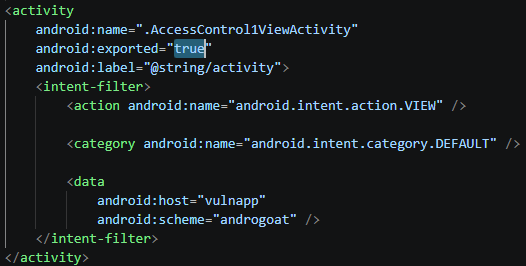 <activity
    android:name=".AccessControl1ViewActivity"
    android:exported="true"
    android:label="@string/activity">
    <intent-filter>
        <action android:name="android.intent.action.VIEW" />
        <category android:name="android.intent.category.DEFAULT" />
        <data
            android:host="vulnapp"
            android:scheme="androgoat" />
    </intent-filter>
</activity>